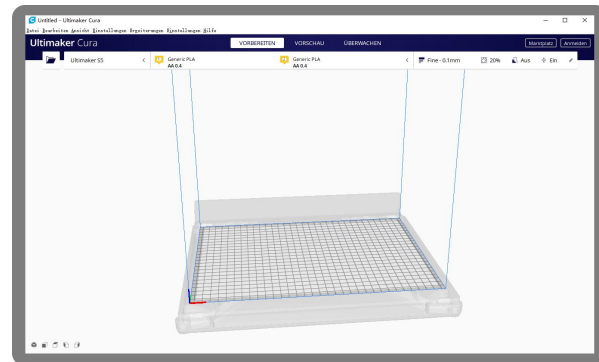 Untitled - Ultimaker Cura
Datei Bearbeiten Ansicht Einstellungen Erweiterungen Einstellungen Hilfe
Ultimaker Cura
VORBEREITEN VORSCHAU ÜBERWACHEN
Marktplatz Anmelden
Ultimaker S5
Generic PLA
AA 0.4
Generic PLA
AA 0.4
Fine - 0.1mm 20% Aus Ein